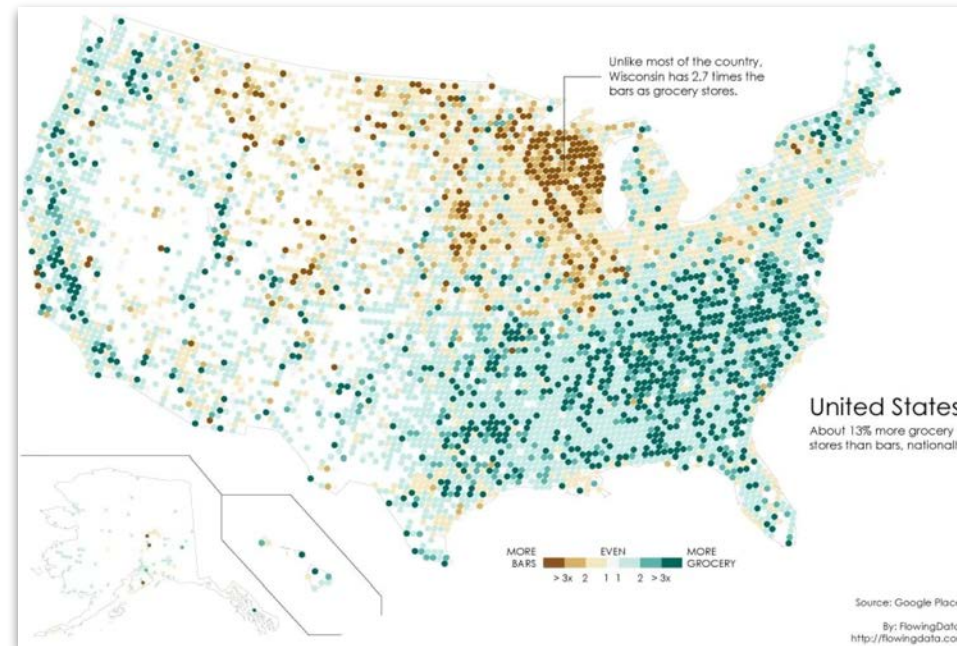 Unlike most of the country,
Wisconsin has 2.7 times the
bars as grocery stores.
United States
About 13% more grocery
stores than bars, nationall
MORE
BARS
EVEN
MORE
GROCERY
> 3x 2 1 1 2 > 3x
Source: Google Place
By: FlowingData
http://flowingdata.co